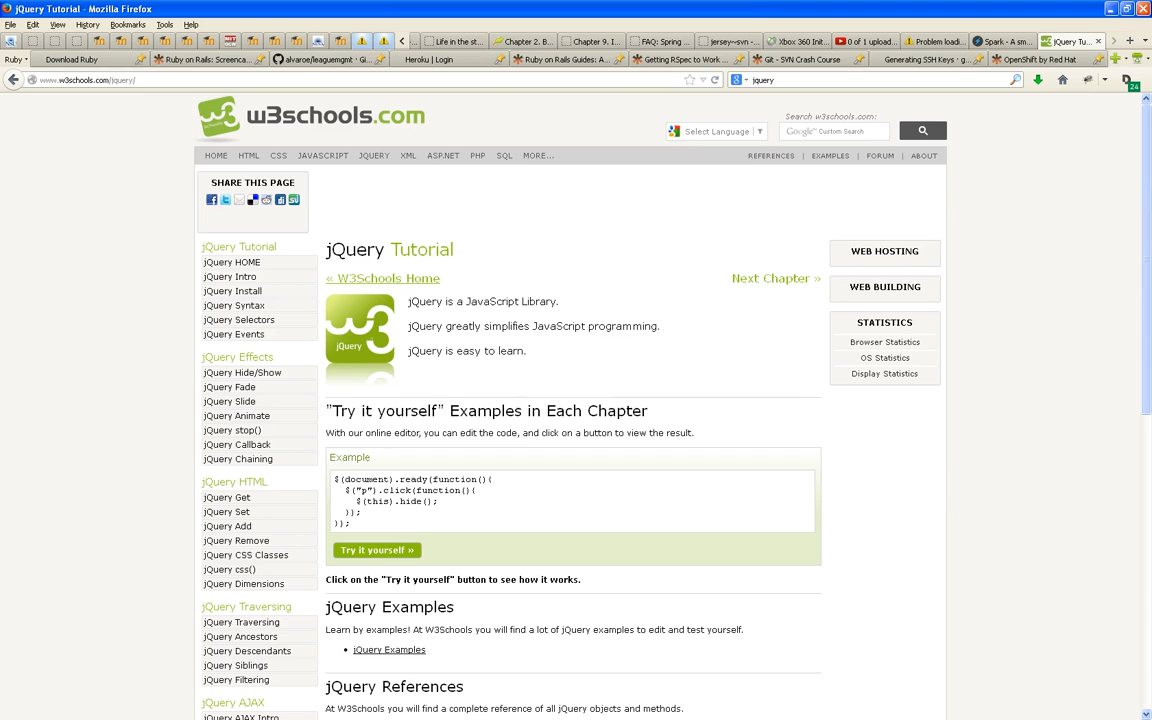 jQuery Tutorial - Mozilla Firefox
File Edit View History Bookmarks Tools Help
Life in the st...
Chapter 2. B...
Chapter 9. I...
FAQ: Spring ...
jersey~svn -...
Xbox 360 Init...
0 of 1 upload...
Problem loadi...
Spark - A sm...
jQuery Tu...
Ruby
Download Ruby
Ruby on Rails: Screenca...
alvaroe/leaguemgmt · Gi...
Heroku | Login
Ruby on Rails Guides: A...
Getting RSpec to Work ...
Git - SVN Crash Course
Generating SSH Keys · g...
OpenShift by Red Hat
www.w3schools.com/jquery/
jquery
24
w3schools.com
Select Language
Search w3schools.com:
Google™ Custom Search
HOME HTML CSS JAVASCRIPT JQUERY XML ASP.NET PHP SQL MORE...
REFERENCES | EXAMPLES | FORUM | ABOUT
SHARE THIS PAGE
jQuery Tutorial
jQuery HOME
jQuery Intro
jQuery Install
jQuery Syntax
jQuery Selectors
jQuery Events
jQuery Effects
jQuery Hide/Show
jQuery Fade
jQuery Slide
jQuery Animate
jQuery stop()
jQuery Callback
jQuery Chaining
jQuery HTML
jQuery Get
jQuery Set
jQuery Add
jQuery Remove
jQuery CSS Classes
jQuery css()
jQuery Dimensions
jQuery Traversing
jQuery Traversing
jQuery Ancestors
jQuery Descendants
jQuery Siblings
jQuery Filtering
jQuery AJAX
jQuery AJAX Intro
jQuery Tutorial
« W3Schools Home
Next Chapter »
w3
jQuery
jQuery is a JavaScript Library.
jQuery greatly simplifies JavaScript programming.
jQuery is easy to learn.
"Try it yourself" Examples in Each Chapter
With our online editor, you can edit the code, and click on a button to view the result.
Example
$(document).ready(function(){
$("p").click(function(){
$(this).hide();
});
});
Try it yourself »
Click on the "Try it yourself" button to see how it works.
jQuery Examples
Learn by examples! At W3Schools you will find a lot of jQuery examples to edit and test yourself.
• jQuery Examples
jQuery References
At W3Schools you will find a complete reference of all jQuery objects and methods.
WEB HOSTING
WEB BUILDING
STATISTICS
Browser Statistics
OS Statistics
Display Statistics